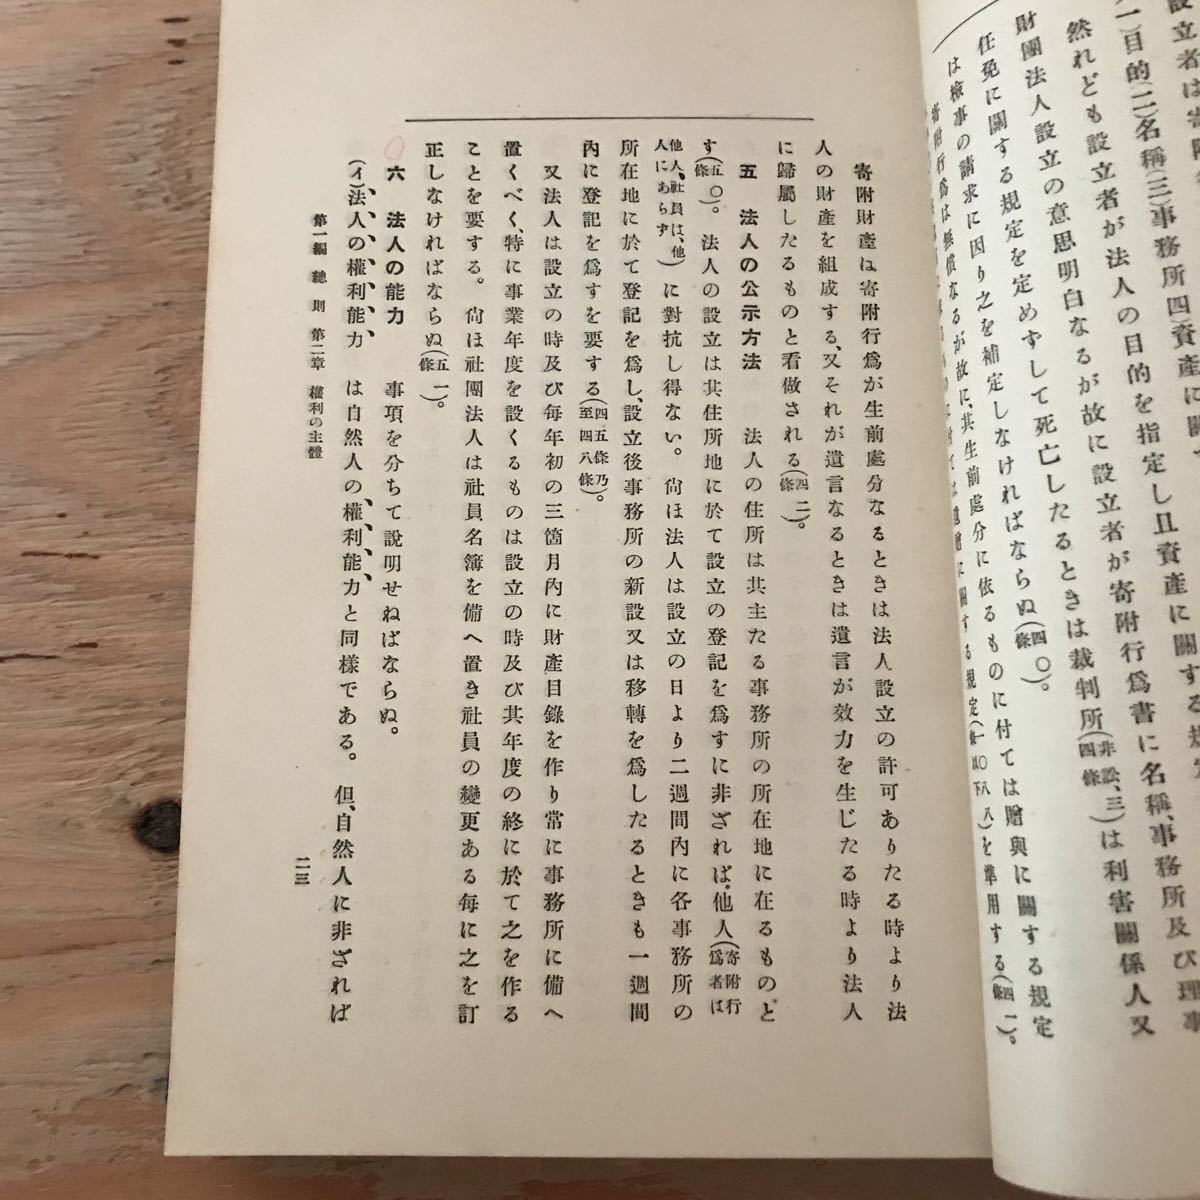 設立者は寄附
(一)目的(二)名稱(三)事務所(四)資產に關す
然れども設立者が法人の目的を指定し且資產に關する規定
財團法人設立の意思明白なるが故に設立者が寄附行爲書に名稱、事務所及び理事
任免に關する規定を定めずして死亡したるときは裁判所(非訟、三四條)は利害關係人又
は檢事の請求に因り之を補定しなければならぬ(四〇條)。
寄附行爲は無償なるが故に、其生前處分に依るものに付ては贈與に關する規定
は遺贈に關する規定を準用する(四一條)。
寄附財產は寄附行爲が生前處分なるときは法人設立の許可ありたる時より法
人の財產を組成する、又それが遺言なるときは遺言が效力を生じたる時より法人
に歸屬したるものと看做される(四二條)。
五 法人の公示方法 法人の住所は其主たる事務所の所在地に在るものと
す(五〇條)。 法人の設立は其住所地に於て設立の登記を爲すに非ざれば、他人(寄附行爲者は
他人、社員は、他人にあらず)に對抗し得ない。 尙ほ法人は設立の日より二週間內に各事務所の
所在地に於て登記を爲し、設立後事務所の新設又は移轉を爲したるときも一週間
內に登記を爲すを要する(四五條乃至四八條)。
又法人は設立の時及び每年初の三箇月內に財產目錄を作り常に事務所に備へ
置くべく、特に事業年度を設くるものは設立の時及び其年度の終に於て之を作る
ことを要する。 尙ほ社團法人は社員名簿を備へ置き社員の變更ある每に之を訂
正しなければならぬ(五一條)。
六 法人の能力 事項を分ちて說明せねばならぬ。
(イ)法人の權利能力 は自然人の權利能力と同樣である。 但、自然人に非ざれば
第一編 總則 第二章 權利の主體
二三